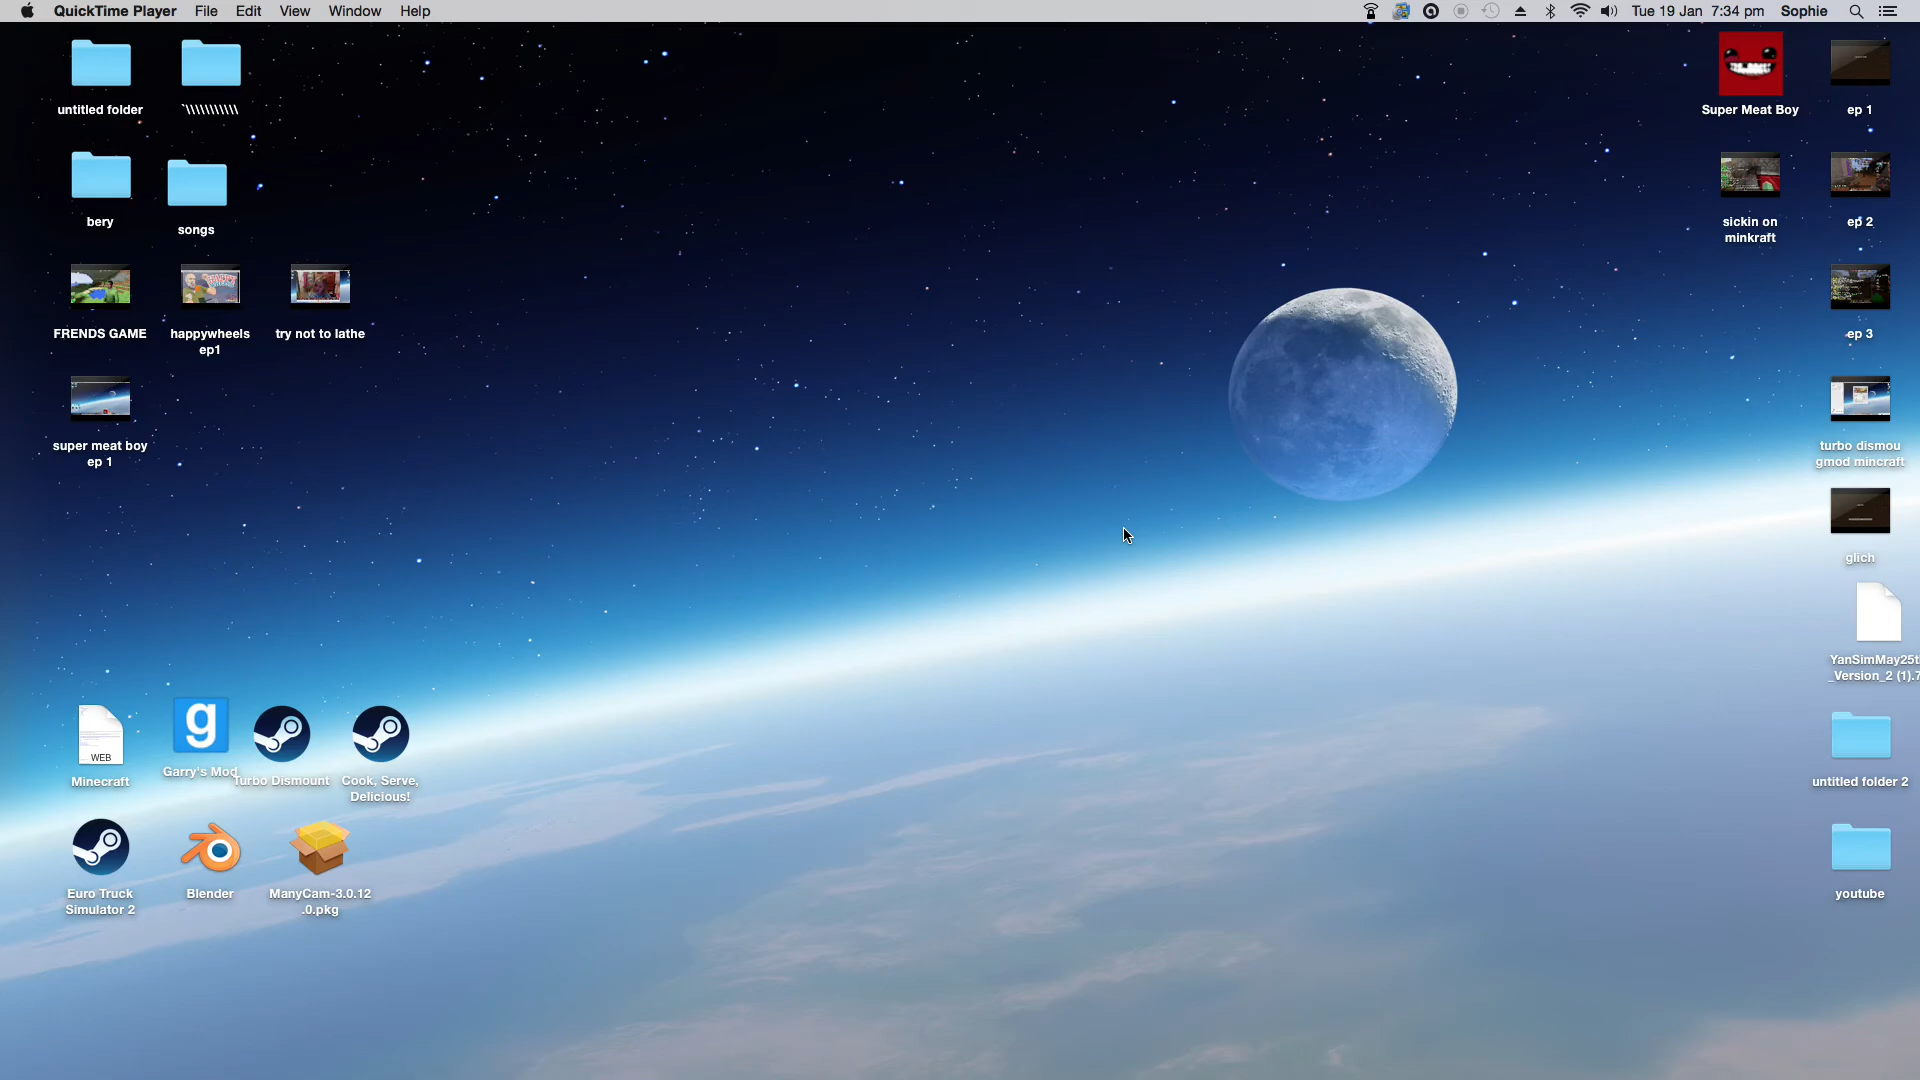 QuickTime Player File Edit View Window Help Tue 19 Jan 7:34 pm Sophie
untitled folder
`\\\\\\\\\\\
Super Meat Boy
ep 1
bery
songs
sickin on
minkraft
ep 2
FRENDS GAME
happywheels
ep1
try not to lathe
ep 3
super meat boy
ep 1
turbo dismou
gmod mincraft
glich
YanSimMay25t
_Version_2 (1).7
WEB
Minecraft
g
Garry's Mod
Turbo Dismount
Cook, Serve,
Delicious!
untitled folder 2
Euro Truck
Simulator 2
Blender
ManyCam-3.0.12
.0.pkg
youtube